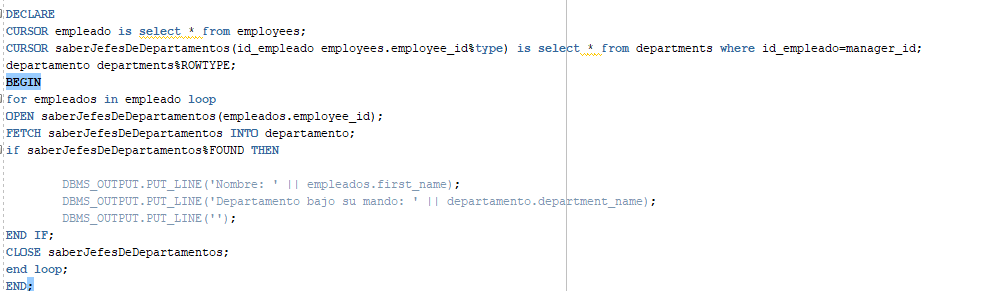 DECLARE
CURSOR empleado is select * from employees;
CURSOR saberJefesDeDepartamentos(id_empleado employees.employee_id%type) is select * from departments where id_empleado=manager_id;
departamento departments%ROWTYPE;
BEGIN
for empleados in empleado loop
OPEN saberJefesDeDepartamentos(empleados.employee_id);
FETCH saberJefesDeDepartamentos INTO departamento;
if saberJefesDeDepartamentos%FOUND THEN
DBMS_OUTPUT.PUT_LINE('Nombre: ' || empleados.first_name);
DBMS_OUTPUT.PUT_LINE('Departamento bajo su mando: ' || departamento.department_name);
DBMS_OUTPUT.PUT_LINE('');
END IF;
CLOSE saberJefesDeDepartamentos;
end loop;
END;